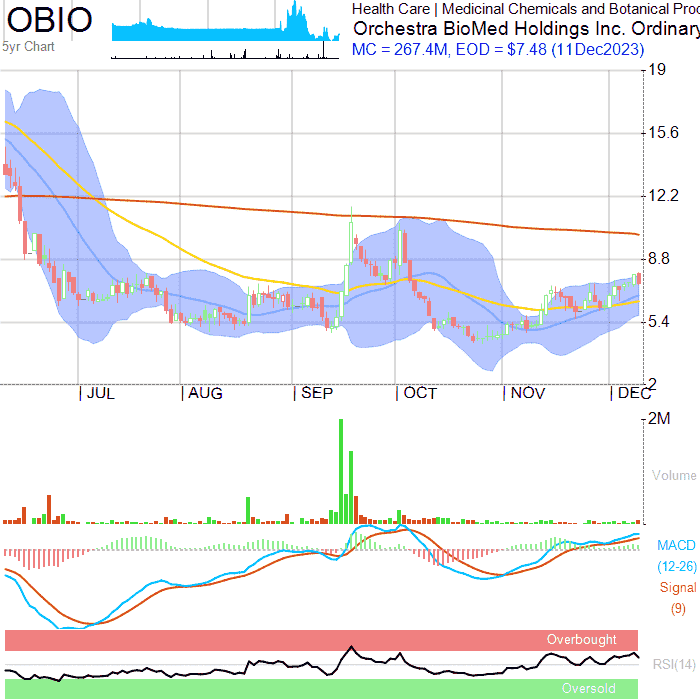 OBIO
5yr Chart
Health Care | Medicinal Chemicals and Botanical Proc
Orchestra BioMed Holdings Inc. Ordinary
MC = 267.4M, EOD = $7.48 (11Dec2023)
19
15.6
12.2
8.8
5.4
2
JUL AUG SEP OCT NOV DEC
2M
Volume
MACD
(12-26)
Signal
(9)
Overbought
RSI(14)
Oversold